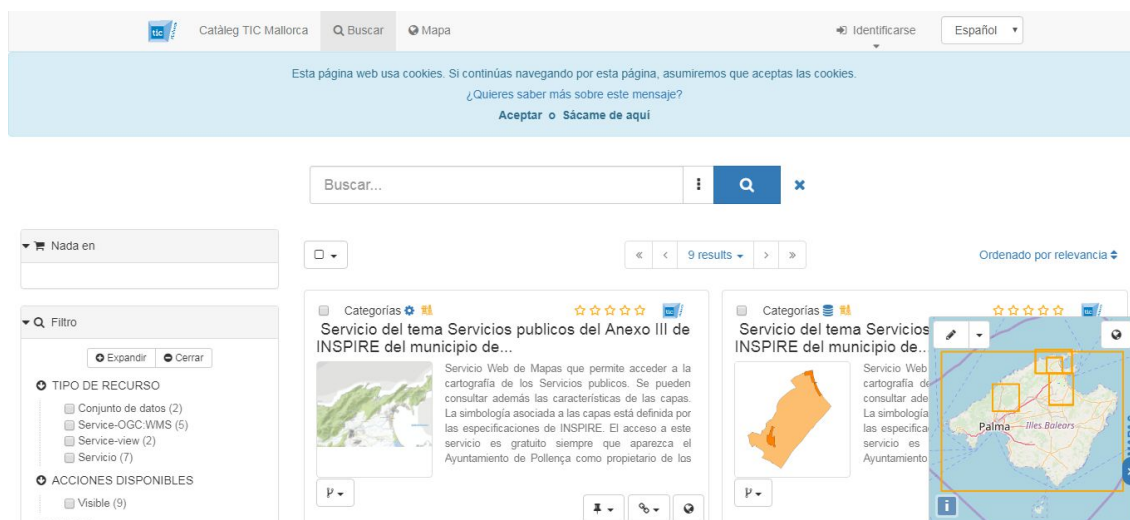 tic
Catàleg TIC Mallorca
Buscar
Mapa
Identificarse
Español
Esta página web usa cookies. Si continúas navegando por esta página, asumiremos que aceptas las cookies.
¿Quieres saber más sobre este mensaje?
Aceptar o Sácame de aquí
Buscar...
Nada en
9 results
Ordenado por relevancia
Filtro
Expandir
Cerrar
TIPO DE RECURSO
Conjunto de datos (2)
Service-OGC:WMS (5)
Service-view (2)
Servicio (7)
ACCIONES DISPONIBLES
Visible (9)
Categorías
tic
Servicio del tema Servicios publicos del Anexo III de
INSPIRE del municipio de...
Servicio Web de Mapas que permite acceder a la
cartografía de los Servicios publicos. Se pueden
consultar además las características de las capas.
La simbología asociada a las capas está definida por
las especificaciones de INSPIRE. El acceso a este
servicio es gratuito siempre que aparezca el
Ayuntamiento de Pollença como propietario de los
Categorías
tic
Servicio del tema Servicios
INSPIRE del municipio de..
Servicio Web
cartografía de
consultar ade
La simbología
las especifica
servicio es
Ayuntamiento
Palma
Illes Balears